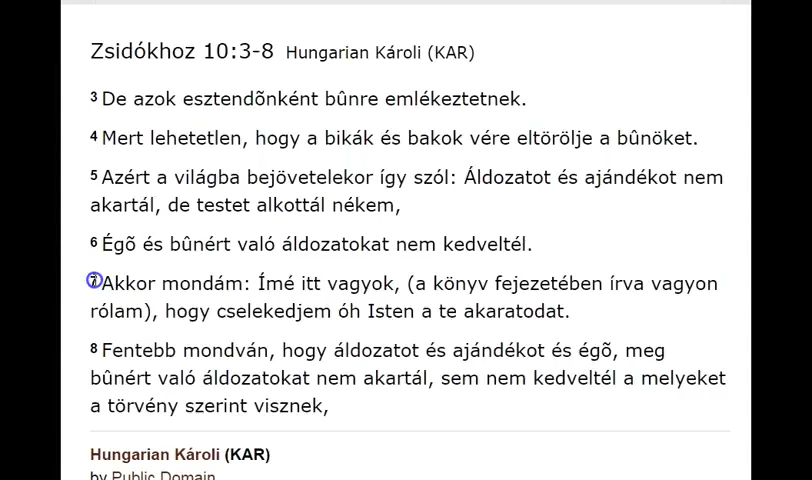 Zsidókhoz 10:3-8 Hungarian Károli (KAR)
3 De azok esztendõnként bûnre emlékeztetnek.
4 Mert lehetetlen, hogy a bikák és bakok vére eltörölje a bûnöket.
5 Azért a világba bejövetelekor így szól: Áldozatot és ajándékot nem
akartál, de testet alkottál nékem,
6 Égõ és bûnért való áldozatokat nem kedveltél.
7 Akkor mondám: Ímé itt vagyok, (a könyv fejezetében írva vagyon
rólam), hogy cselekedjem óh Isten a te akaratodat.
8 Fentebb mondván, hogy áldozatot és ajándékot és égõ, meg
bûnért való áldozatokat nem akartál, sem nem kedveltél a melyeket
a törvény szerint visznek,
Hungarian Károli (KAR)
by Public Domain